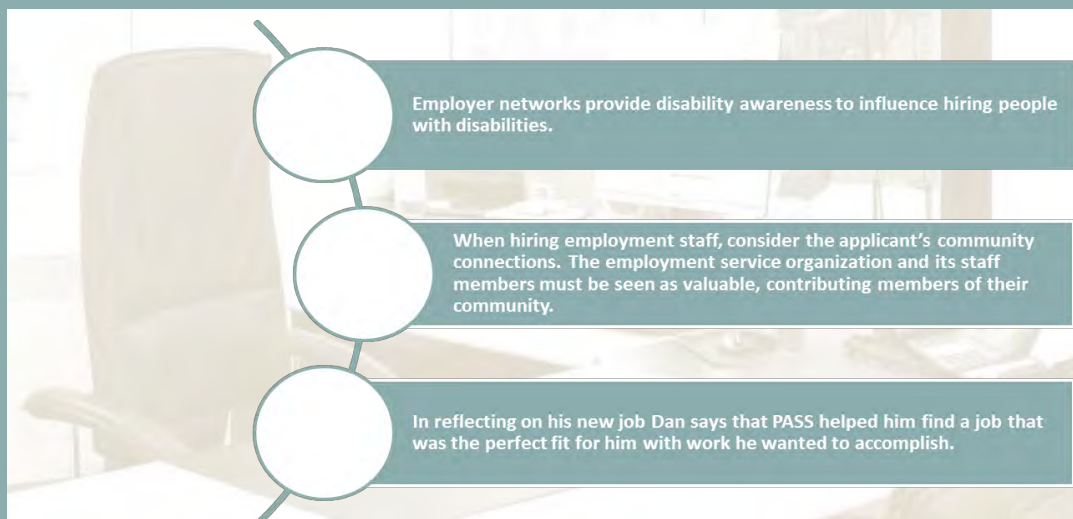 Employer networks provide disability awareness to influence hiring people
with disabilities.
When hiring employment staff, consider the applicant's community
connections. The employment service organization and its staff
members must be seen as valuable, contributing members of their
community.
In reflecting on his new job Dan says that PASS helped him find a job that
was the perfect fit for him with work he wanted to accomplish.